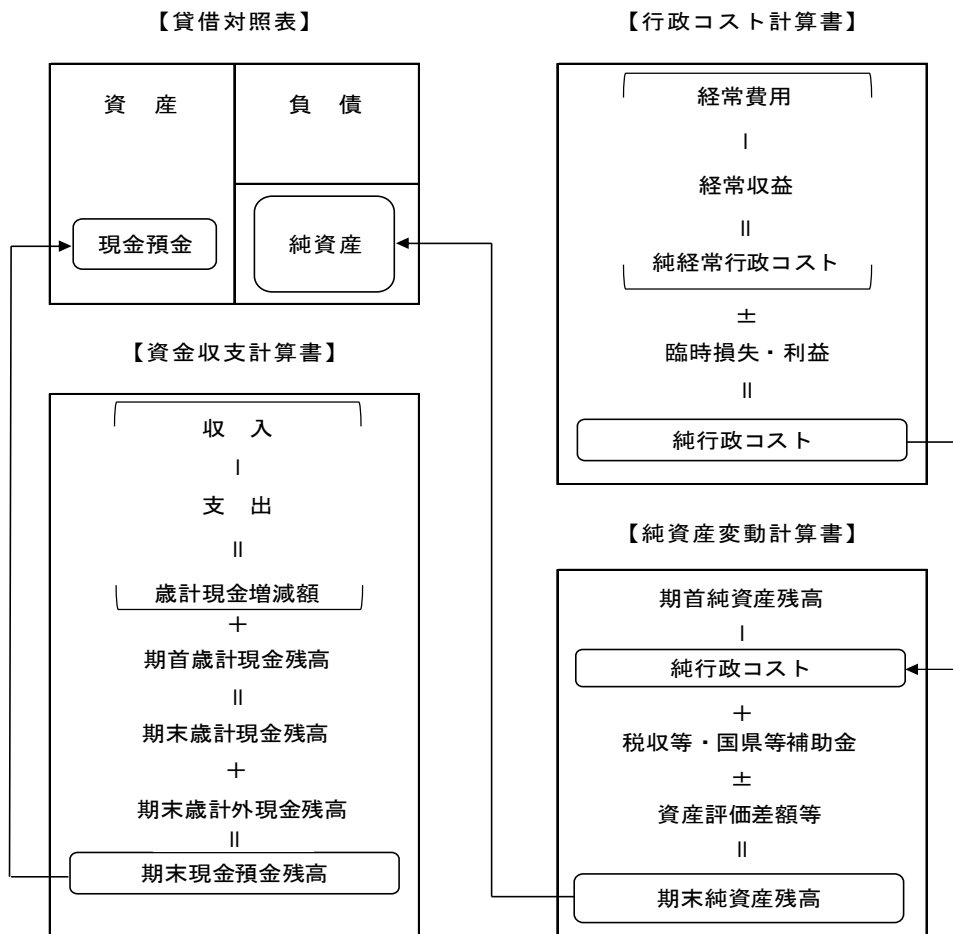 【貸借対照表】
資 産
負 債
現金預金
純資産
【資金収支計算書】
収 入
－
支 出
＝
歳計現金増減額
＋
期首歳計現金残高
＝
期末歳計現金残高
＋
期末歳計外現金残高
＝
期末現金預金残高
【行政コスト計算書】
経常費用
－
経常収益
＝
純経常行政コスト
±
臨時損失・利益
＝
純行政コスト
【純資産変動計算書】
期首純資産残高
－
純行政コスト
＋
税収等・国県等補助金
±
資産評価差額等
＝
期末純資産残高